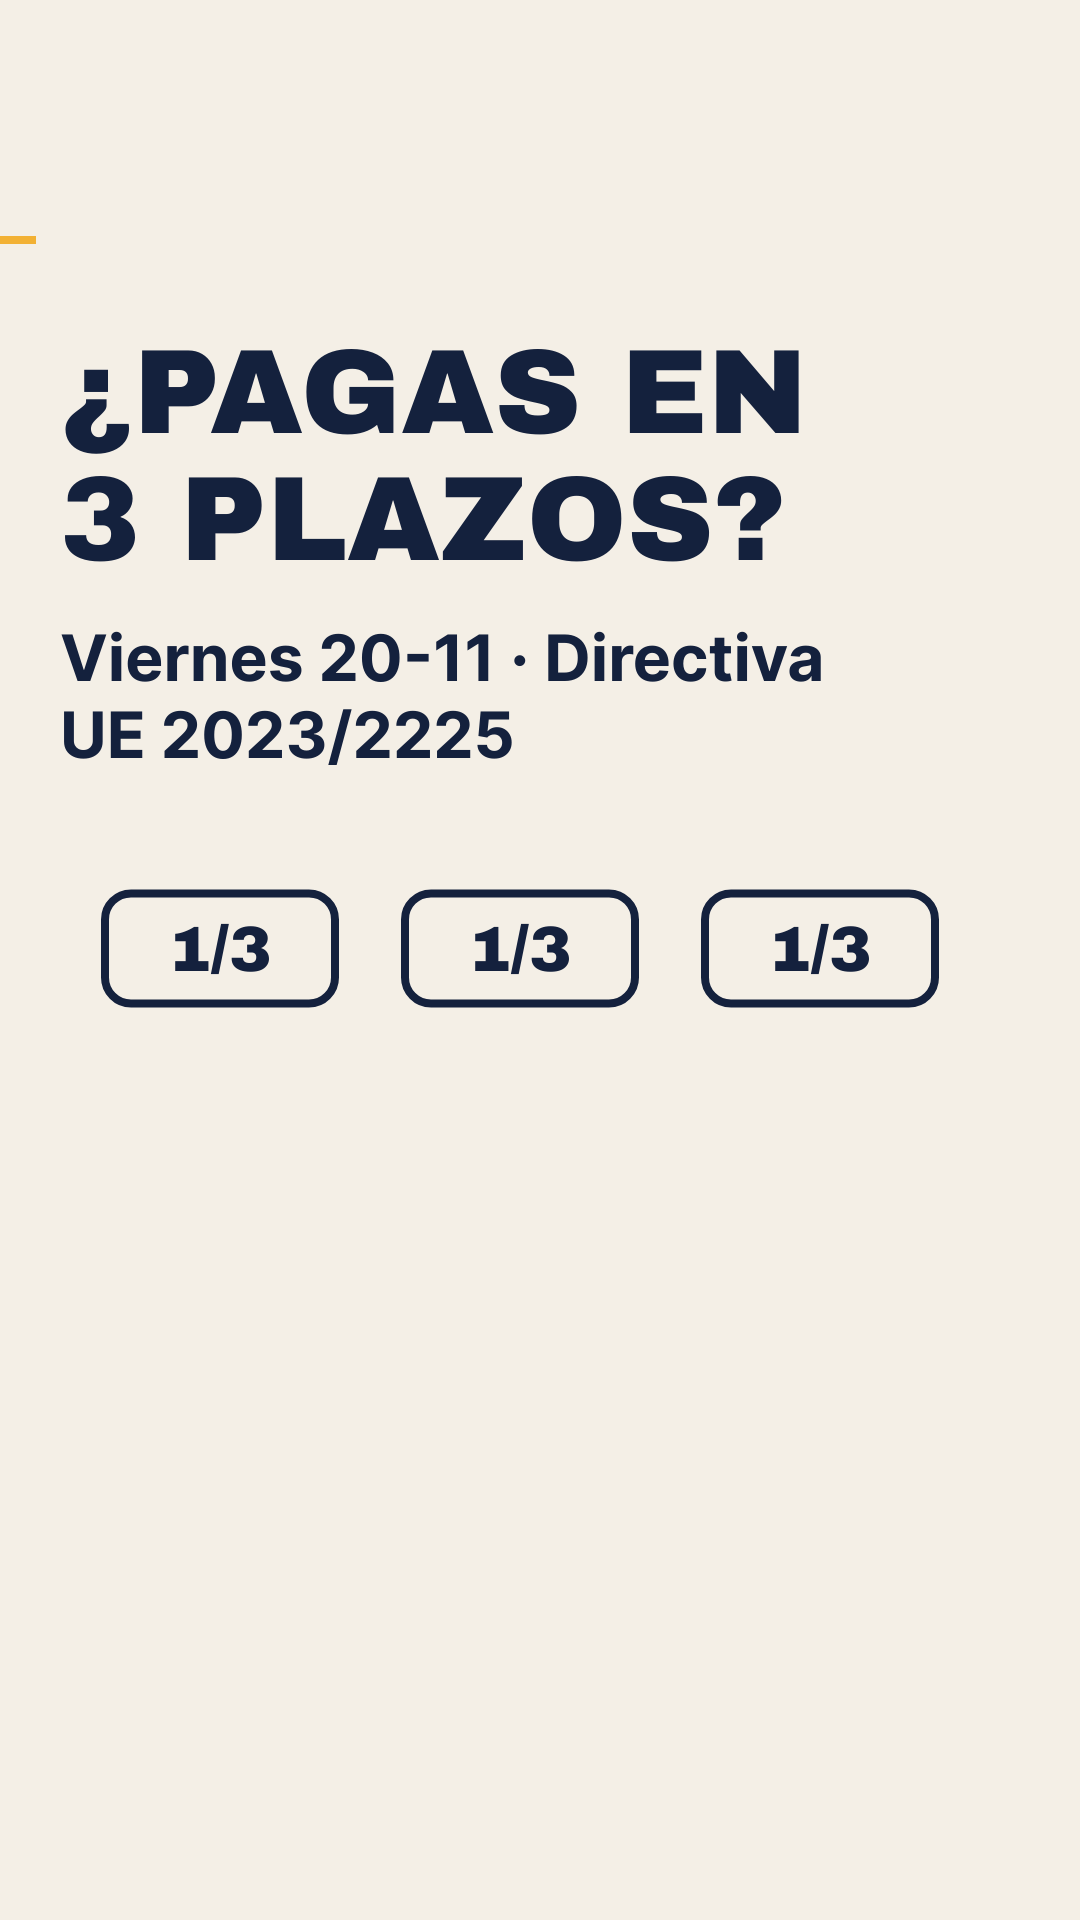 ¿PAGAS EN
3 PLAZOS?
Viernes 20-11 · Directiva
UE 2023/2225
1/3 1/3 1/3